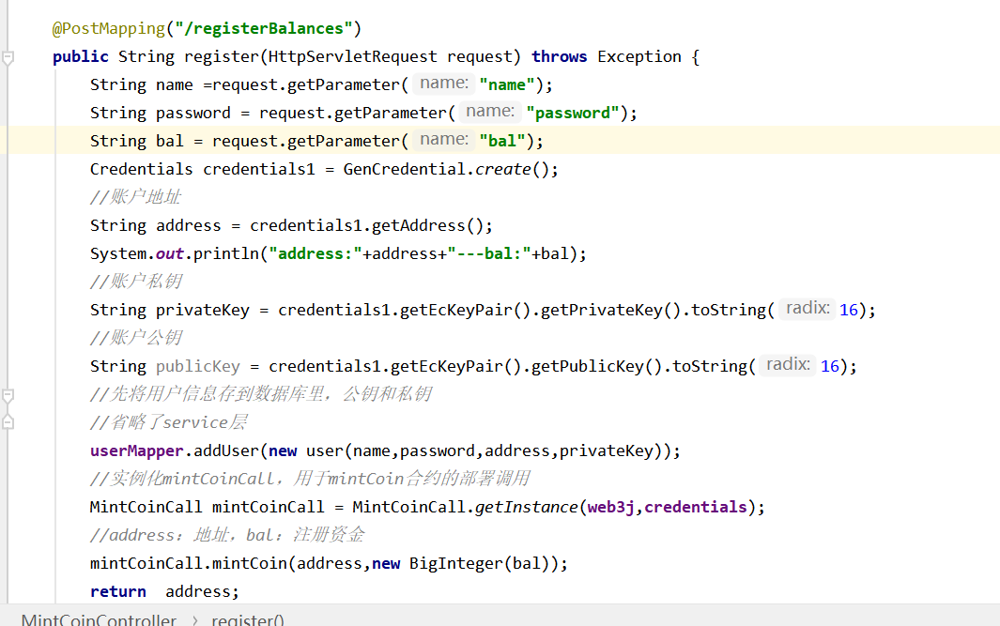 @PostMapping("/registerBalances")
public String register(HttpServletRequest request) throws Exception {
String name =request.getParameter( name: "name");
String password = request.getParameter( name: "password");
String bal = request.getParameter( name: "bal");
Credentials credentials1 = GenCredential.create();
//账户地址
String address = credentials1.getAddress();
System.out.println("address:"+address+"---bal:"+bal);
//账户私钥
String privateKey = credentials1.getEcKeyPair().getPrivateKey().toString( radix: 16);
//账户公钥
String publicKey = credentials1.getEcKeyPair().getPublicKey().toString( radix: 16);
//先将用户信息存到数据库里，公钥和私钥
//省略了service层
userMapper.addUser(new user(name,password,address,privateKey));
//实例化mintCoinCall，用于mintCoin合约的部署调用
MintCoinCall mintCoinCall = MintCoinCall.getInstance(web3j,credentials);
//address：地址，bal：注册资金
mintCoinCall.mintCoin(address,new BigInteger(bal));
return  address;
MintCoinController › register()